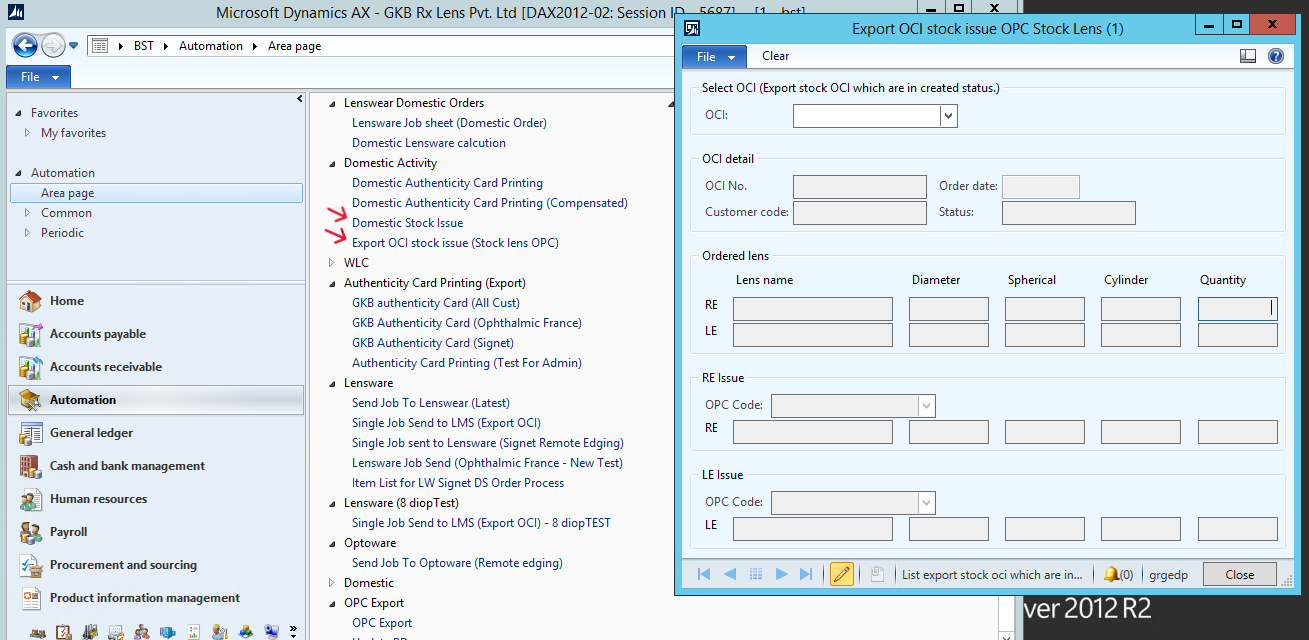 Microsoft Dynamics AX - GKB Rx Lens Pvt. Ltd [DAX2012-02: Session ID - 5687] - [1 - bst]
BST Automation Area page
File
Favorites
My favorites
Automation
Area page
Common
Periodic
Home
Accounts payable
Accounts receivable
Automation
General ledger
Cash and bank management
Human resources
Payroll
Procurement and sourcing
Product information management
Lenswear Domestic Orders
Lensware Job sheet (Domestic Order)
Domestic Lensware calcution
Domestic Activity
Domestic Authenticity Card Printing
Domestic Authenticity Card Printing (Compensated)
Domestic Stock Issue
Export OCI stock issue (Stock lens OPC)
WLC
Authenticity Card Printing (Export)
GKB authenticity Card (All Cust)
GKB Authenticity Card (Ophthalmic France)
GKB Authenticity Card (Signet)
Authenticity Card Printing (Test For Admin)
Lensware
Send Job To Lenswear (Latest)
Single Job Send to LMS (Export OCI)
Single Job sent to Lensware (Signet Remote Edging)
Lensware Job Send (Ophthalmic France - New Test)
Item List for LW Signet DS Order Process
Lensware (8 diopTest)
Single Job Send to LMS (Export OCI) - 8 diopTEST
Optoware
Send Job To Optoware (Remote edging)
Domestic
OPC Export
OPC Export
Export OCI stock issue OPC Stock Lens (1)
File Clear
Select OCI (Export stock OCI which are in created status.)
OCI:
OCI detail
OCI No. Order date:
Customer code: Status:
Ordered lens
Lens name Diameter Spherical Cylinder Quantity
RE
LE
RE Issue
OPC Code:
RE
LE Issue
OPC Code:
LE
List export stock oci which are in... (0) grgedp Close
ver 2012 R2